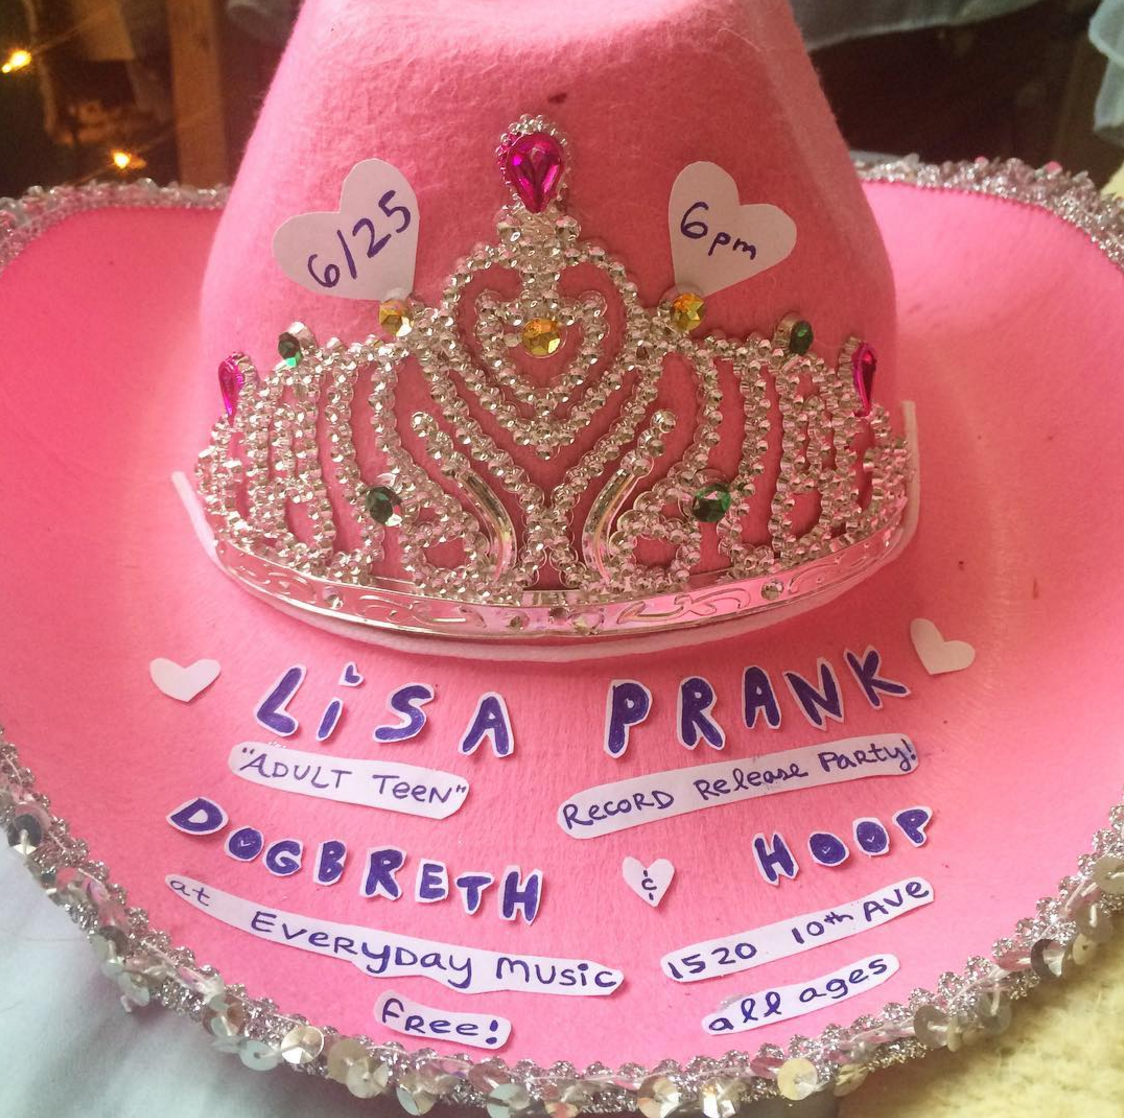 6/25
6pm
LiSA PRANK
"ADULT TeeN"
RecoRD Release PaRty!
DOGBRETH & HOOP
at EveRyDay Music
1520 10th Ave
free!
all ages